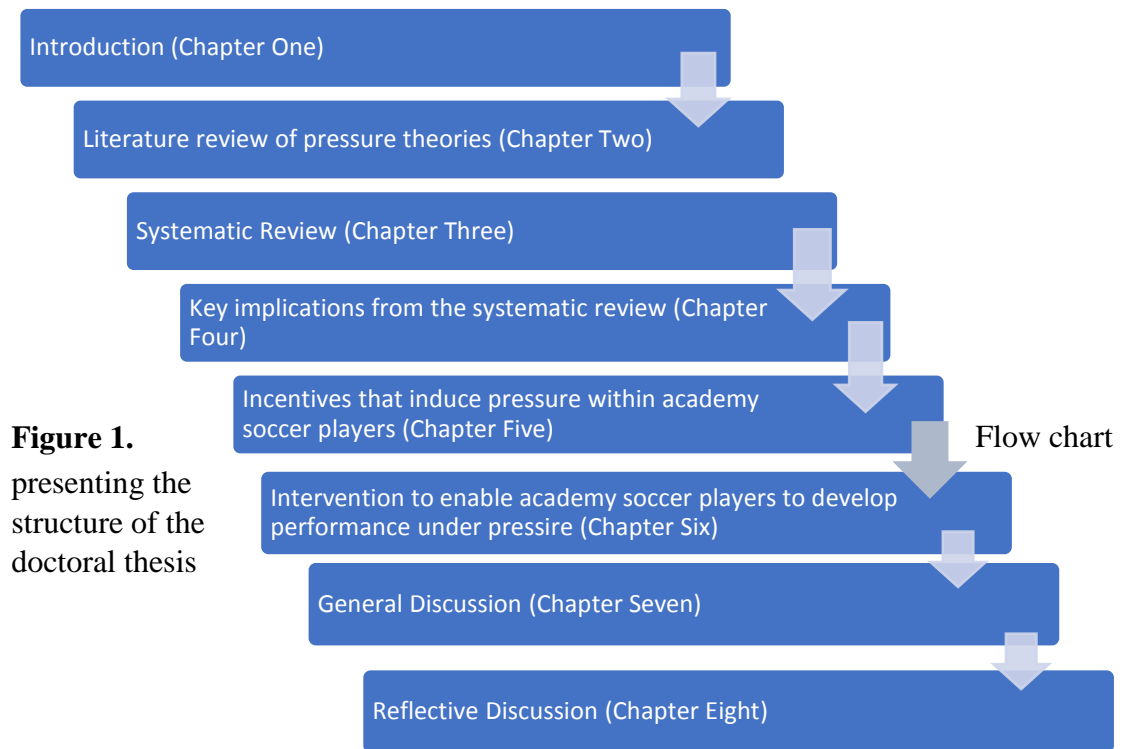 Introduction (Chapter One)
Literature review of pressure theories (Chapter Two)
Systematic Review (Chapter Three)
Key implications from the systematic review (Chapter
Four)
Incentives that induce pressure within academy
soccer players (Chapter Five)
Figure 1. Flow chart
presenting the
structure of the
doctoral thesis
Intervention to enable academy soccer players to develop
performance under pressire (Chapter Six)
General Discussion (Chapter Seven)
Reflective Discussion (Chapter Eight)